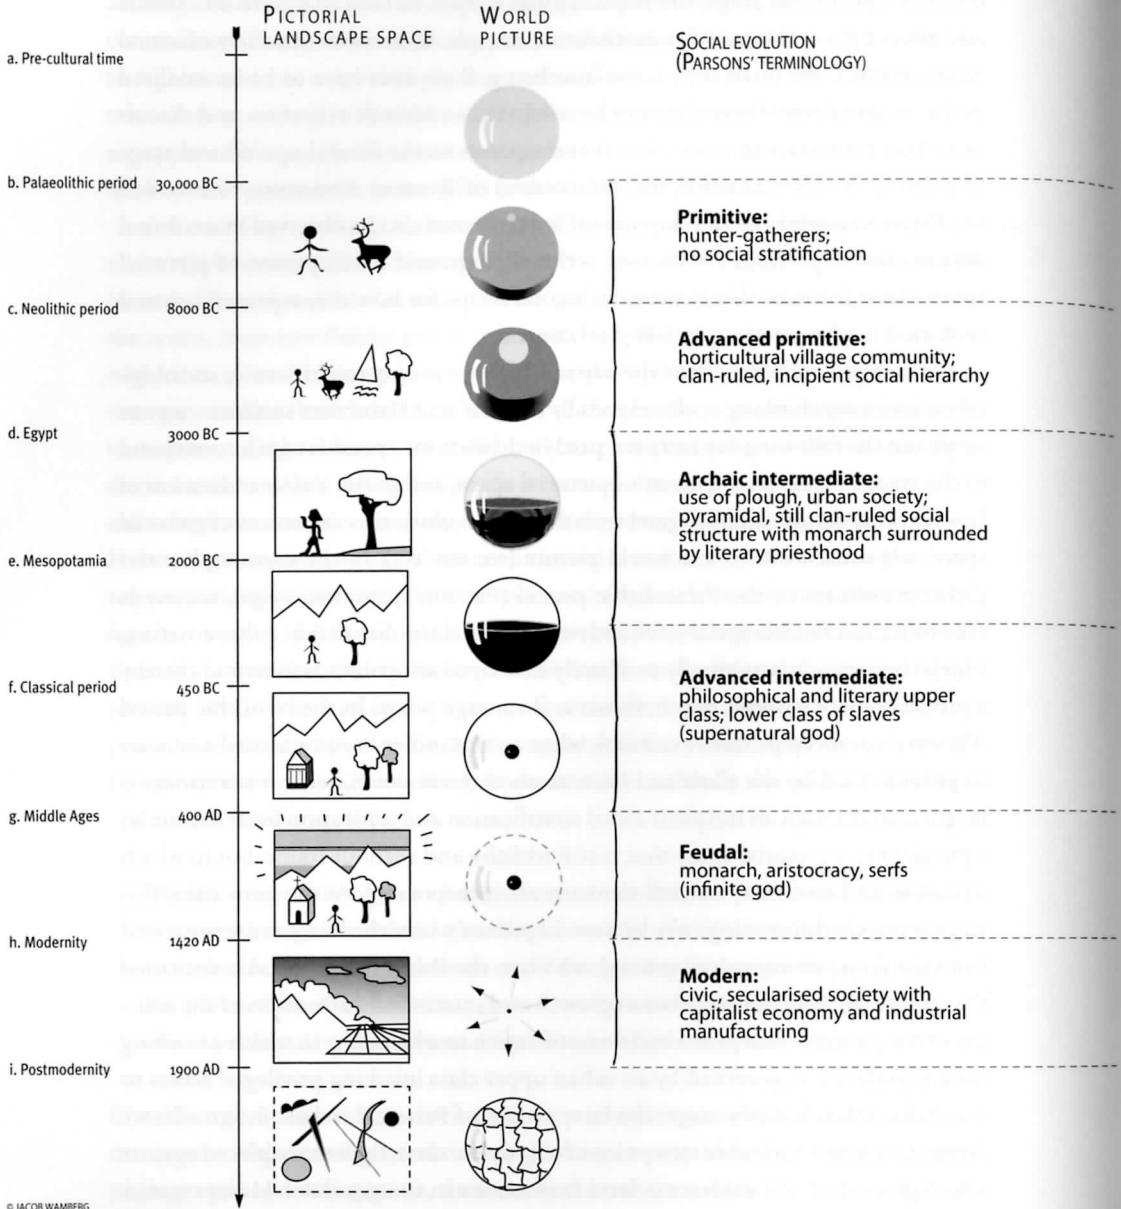 PICTORIAL
LANDSCAPE SPACE
WORLD
PICTURE
SOCIAL EVOLUTION
(PARSONS' TERMINOLOGY)
a. Pre-cultural time
b. Palaeolithic period 30,000 BC
Primitive:
hunter-gatherers;
no social stratification
c. Neolithic period 8000 BC
Advanced primitive:
horticultural village community;
clan-ruled, incipient social hierarchy
d. Egypt 3000 BC
Archaic intermediate:
use of plough, urban society;
pyramidal, still clan-ruled social
structure with monarch surrounded
by literary priesthood
e. Mesopotamia 2000 BC
f. Classical period 450 BC
Advanced intermediate:
philosophical and literary upper
class; lower class of slaves
(supernatural god)
g. Middle Ages 400 AD
Feudal:
monarch, aristocracy, serfs
(infinite god)
h. Modernity 1420 AD
Modern:
civic, secularised society with
capitalist economy and industrial
manufacturing
i. Postmodernity 1900 AD
© JACOB WAMBERG